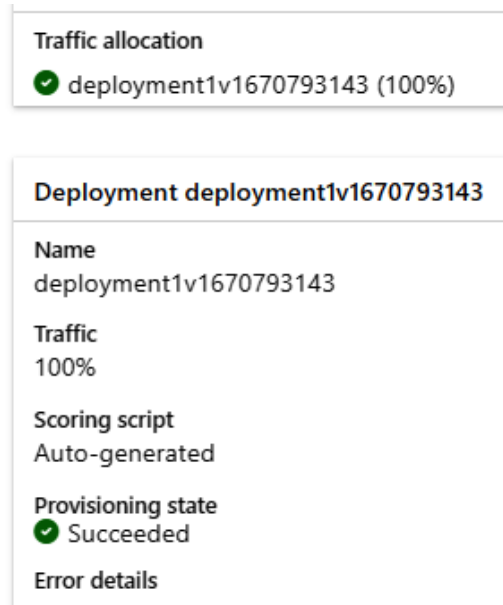 Traffic allocation
deployment1v1670793143 (100%)
Deployment deployment1v1670793143
Name
deployment1v1670793143
Traffic
100%
Scoring script
Auto-generated
Provisioning state
Succeeded
Error details